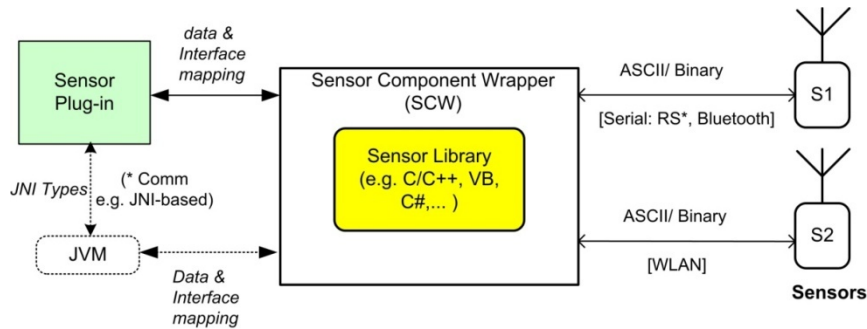 data &
Interface
mapping
Sensor
Plug-in
Sensor Component Wrapper
(SCW)
Sensor Library
(e.g. C/C++, VB,
C#,... )
ASCII/ Binary
[Serial: RS*, Bluetooth]
S1
JNI Types
(* Comm
e.g. JNI-based)
JVM
Data &
Interface
mapping
ASCII/ Binary
[WLAN]
S2
Sensors